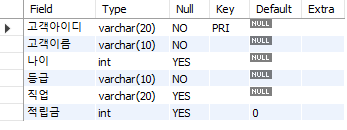 Field Type Null Key Default Extra
고객아이디 varchar(20) NO PRI NULL
고객이름 varchar(10) NO NULL
나이 int YES NULL
등급 varchar(10) NO NULL
직업 varchar(20) YES NULL
적립금 int YES 0